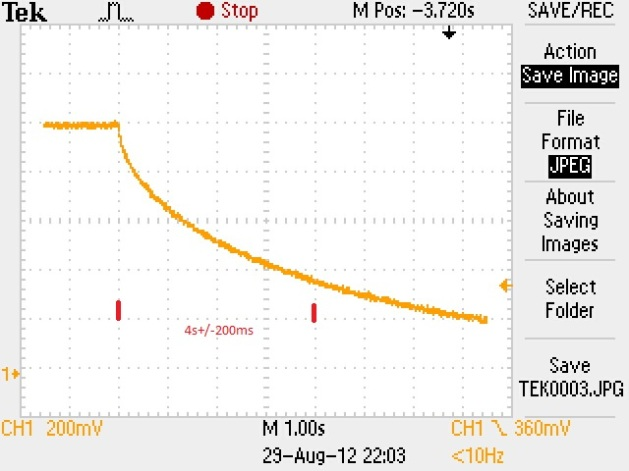 Tek Stop M Pos: -3.720s SAVE/REC
Action
Save Image
File
Format
JPEG
About
Saving
Images
Select
Folder
Save
TEK0003.JPG
4s+/-200ms
1
CH1 200mV M 1.00s CH1 360mV
29-Aug-12 22:03 <10Hz